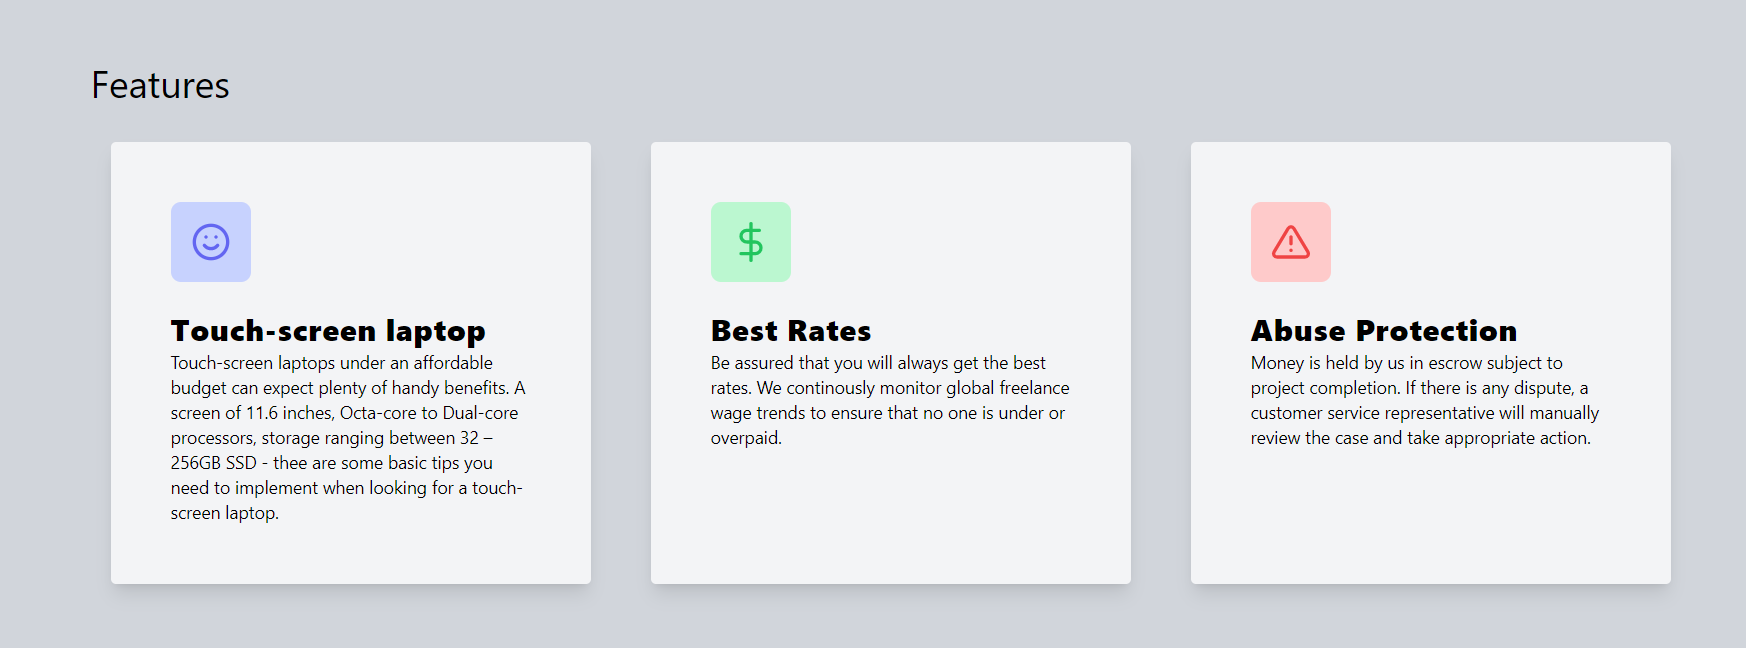 Features
Touch-screen laptop
Touch-screen laptops under an affordable
budget can expect plenty of handy benefits. A
screen of 11.6 inches, Octa-core to Dual-core
processors, storage ranging between 32 –
256GB SSD - thee are some basic tips you
need to implement when looking for a touch-
screen laptop.
Best Rates
Be assured that you will always get the best
rates. We continously monitor global freelance
wage trends to ensure that no one is under or
overpaid.
Abuse Protection
Money is held by us in escrow subject to
project completion. If there is any dispute, a
customer service representative will manually
review the case and take appropriate action.